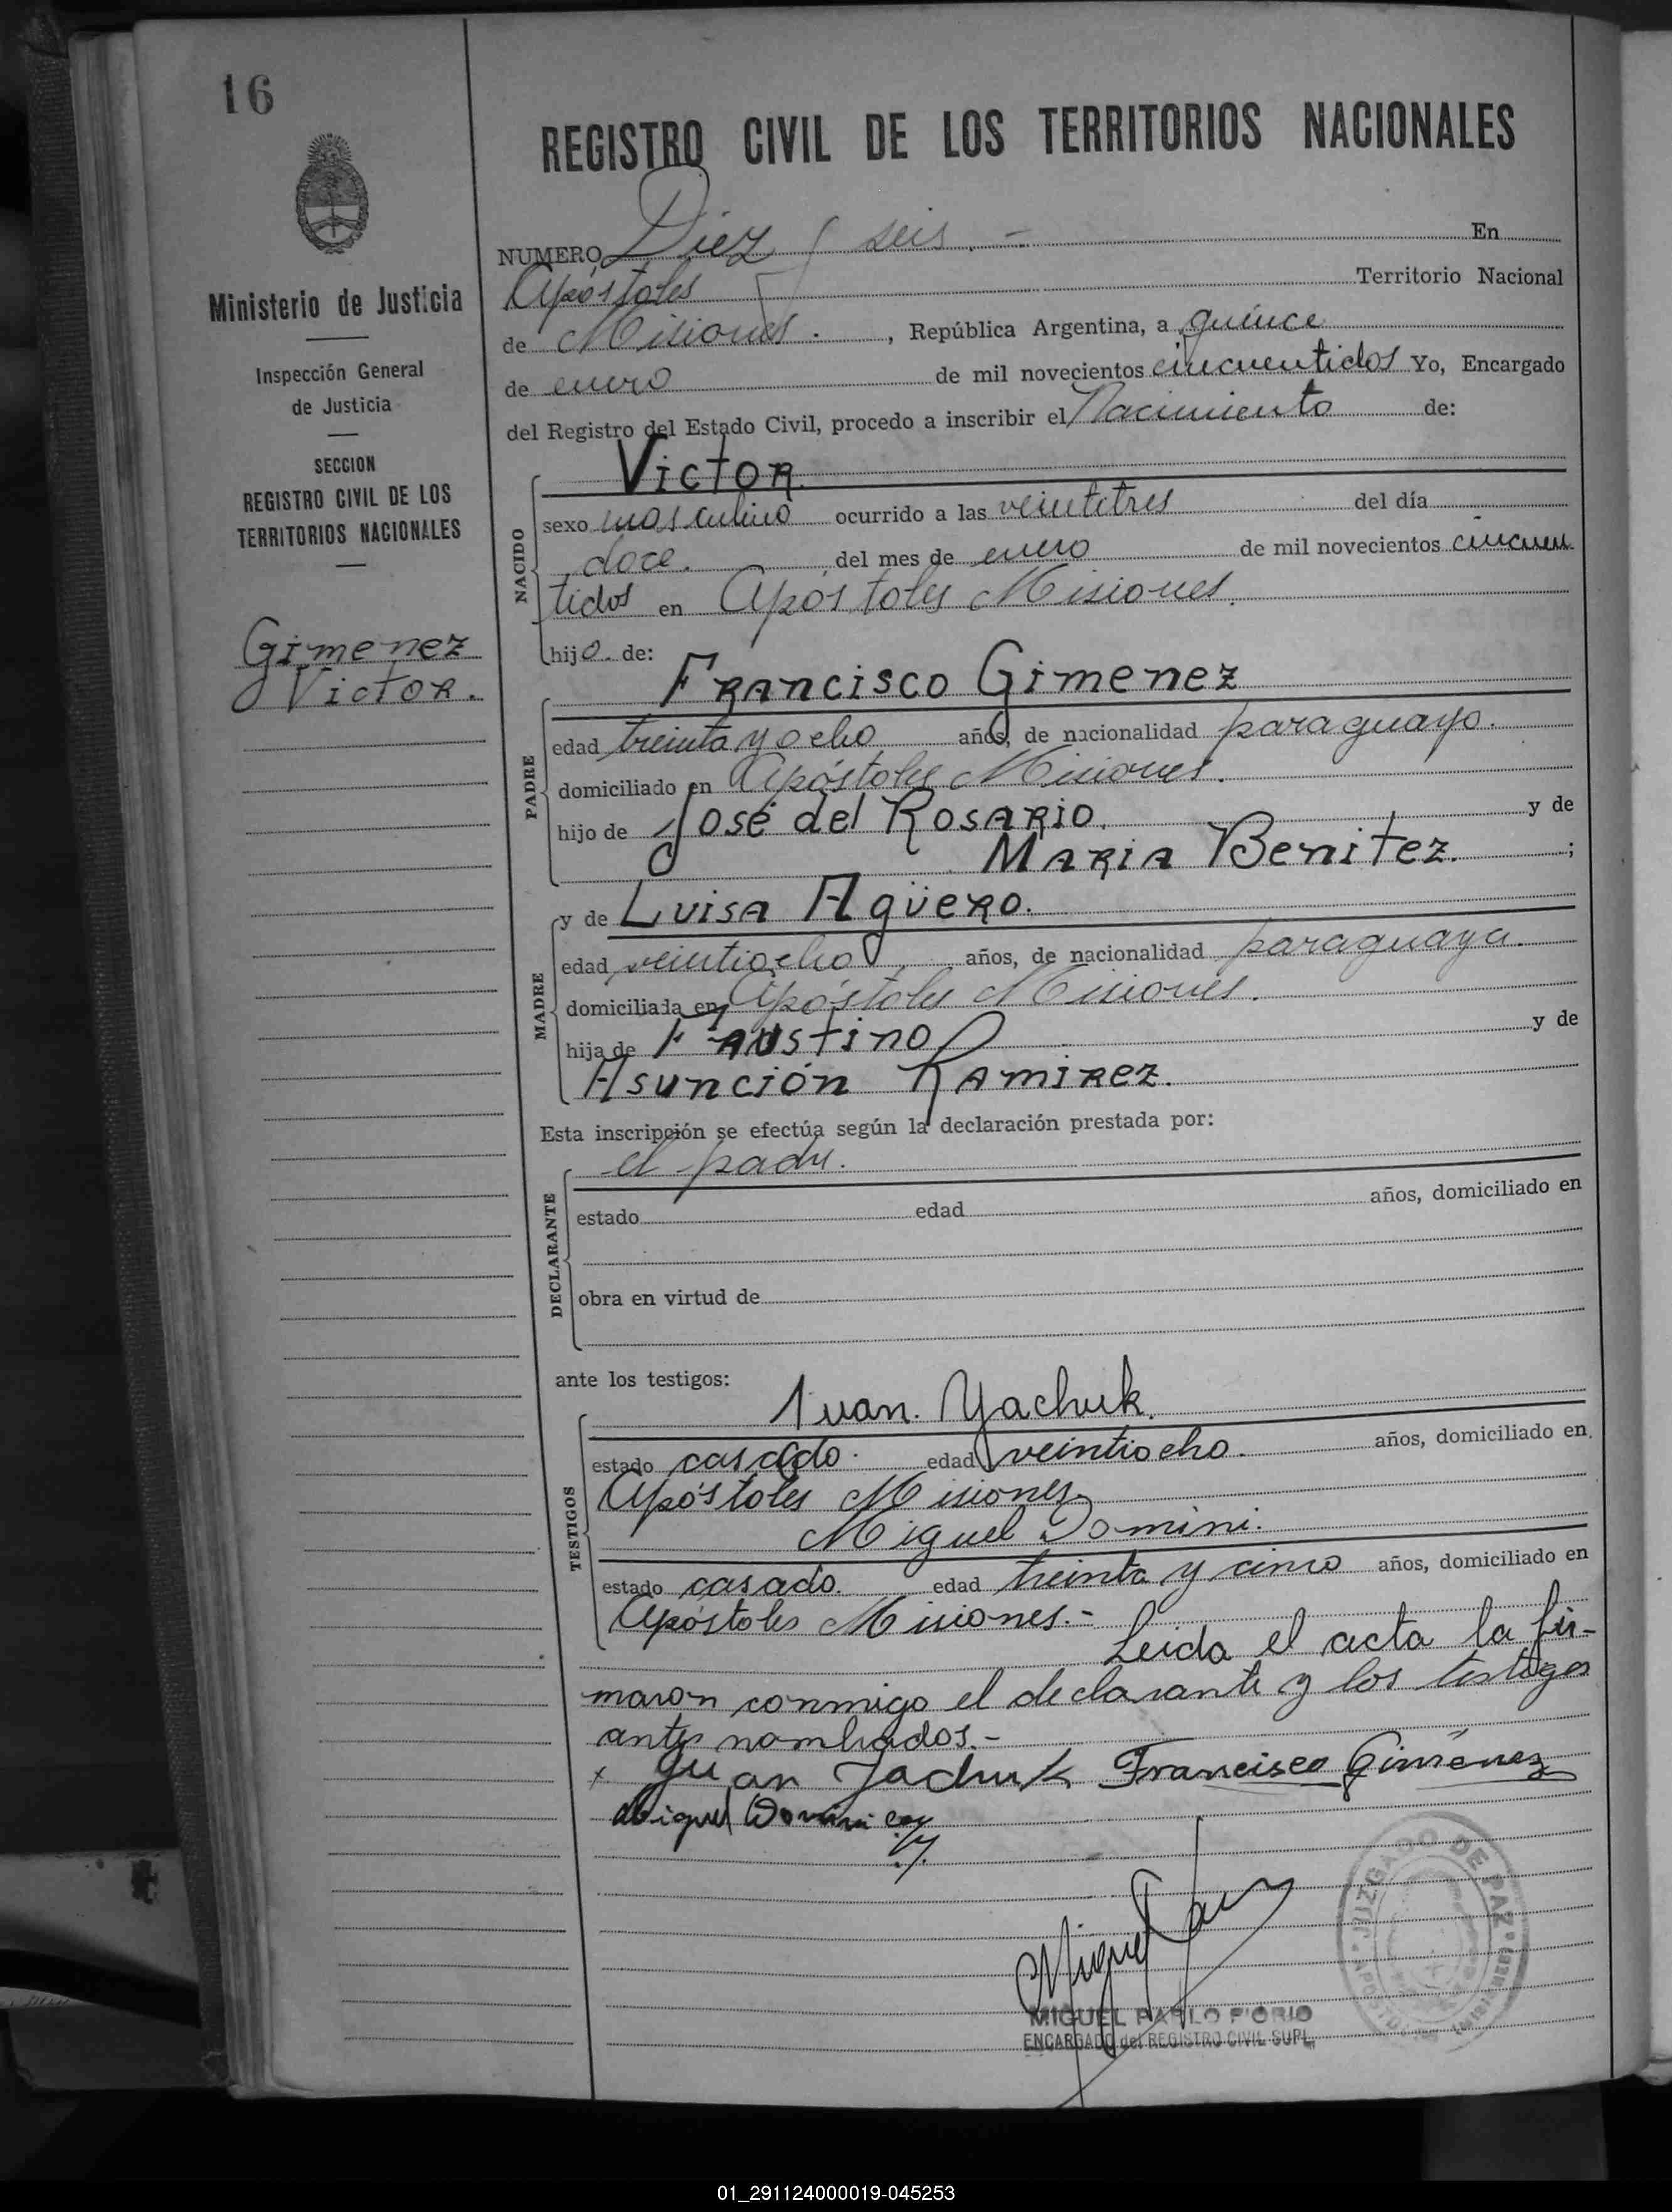 16
REGISTRO CIVIL DE LOS TERRITORIOS NACIONALES
Ministerio de Justicia
Inspección General
de Justicia
SECCION
REGISTRO CIVIL DE LOS
TERRITORIOS NACIONALES
Gimenez
Victor.
NUMERO Diez y seis.- En
Apóstoles Territorio Nacional
de Misiones. , República Argentina, a quince
de enero de mil novecientos cincuentidos Yo, Encargado
del Registro del Estado Civil, procedo a inscribir el Nacimiento de:
NACIDO
Victor
sexo masculino ocurrido a las veintitres del día
doce. del mes de enero de mil novecientos cincuen
tidos en Apóstoles Misiones.
hijo. de:
PADRE
Francisco Gimenez
edad treinta y ocho años, de nacionalidad paraguayo.
domiciliado en Apóstoles Misiones.
hijo de José del Rosario, y de
Maria Benitez. ;
MADRE
y de Luisa Agüero.
edad veintiocho años, de nacionalidad paraguaya.
domiciliada en Apóstoles Misiones.
hija de Faustino y de
Asunción Ramirez.
Esta inscripción se efectúa según la declaración prestada por:
DECLARANTE
el padre.
estado edad años, domiciliado en
obra en virtud de
ante los testigos:
TESTIGOS
Juan. Yachuk.
estado casado. edad veintiocho. años, domiciliado en
Apóstoles Misiones
Miguel Domini.
estado casado. edad treinta y cinco años, domiciliado en
Apóstoles Misiones.-
Leida el acta la fir-
maron conmigo el declarante y los testigos
antes nombrados.-
x Juan Jachuk Francisco Giménez
Miguel
Miguel
JUZGADO DE PAZ
MIGUEL PABLO FIORIO
ENCARGADO del REGISTRO CIVIL SUPL.
01_291124000019-045253